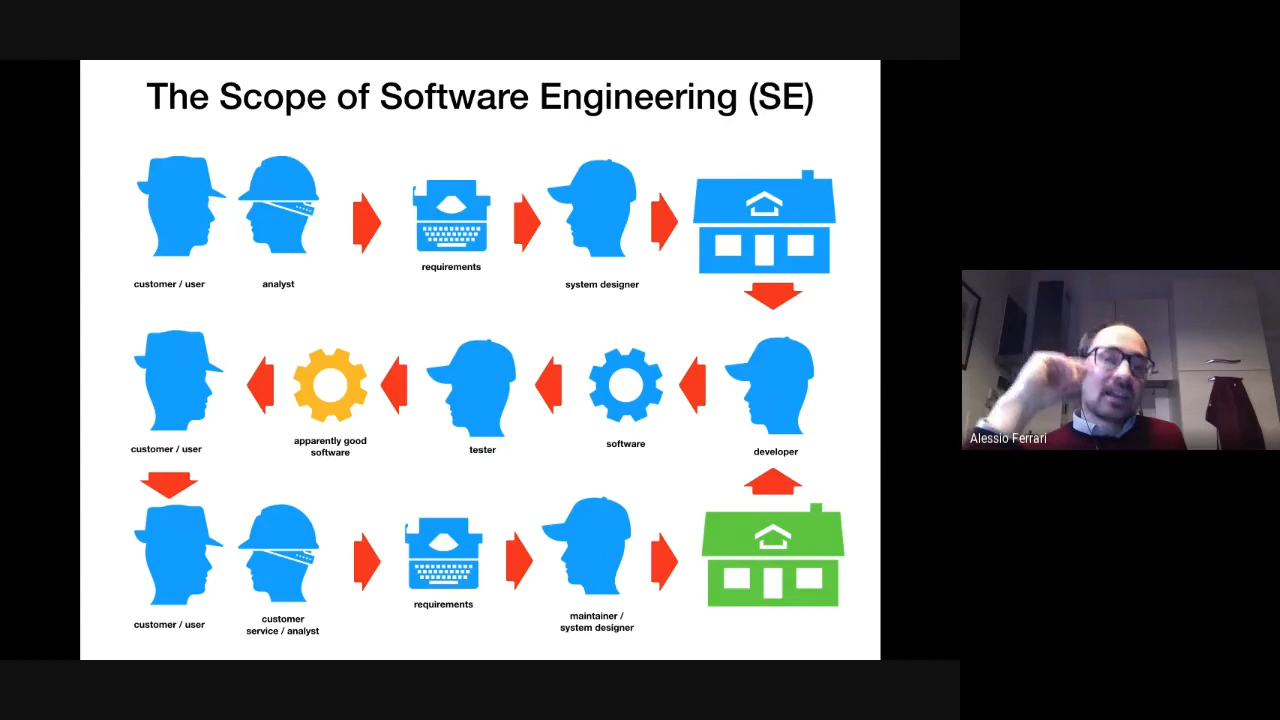 The Scope of Software Engineering (SE)
customer / user
analyst
requirements
system designer
customer / user
apparently good
software
tester
software
developer
customer / user
customer
service / analyst
requirements
maintainer /
system designer
Alessio Ferrari